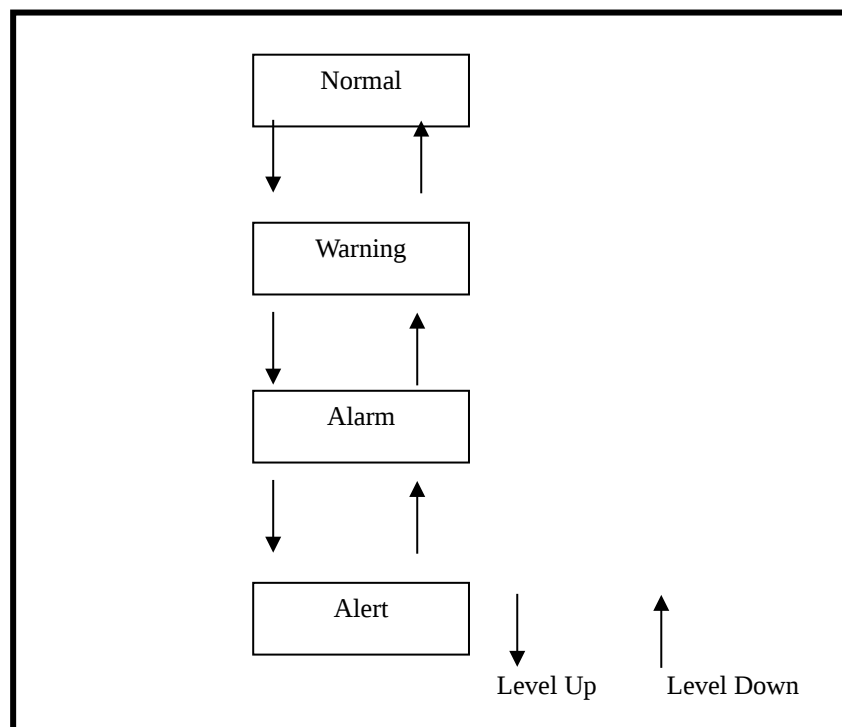 Normal
Warning
Alarm
Alert
Level Up
Level Down